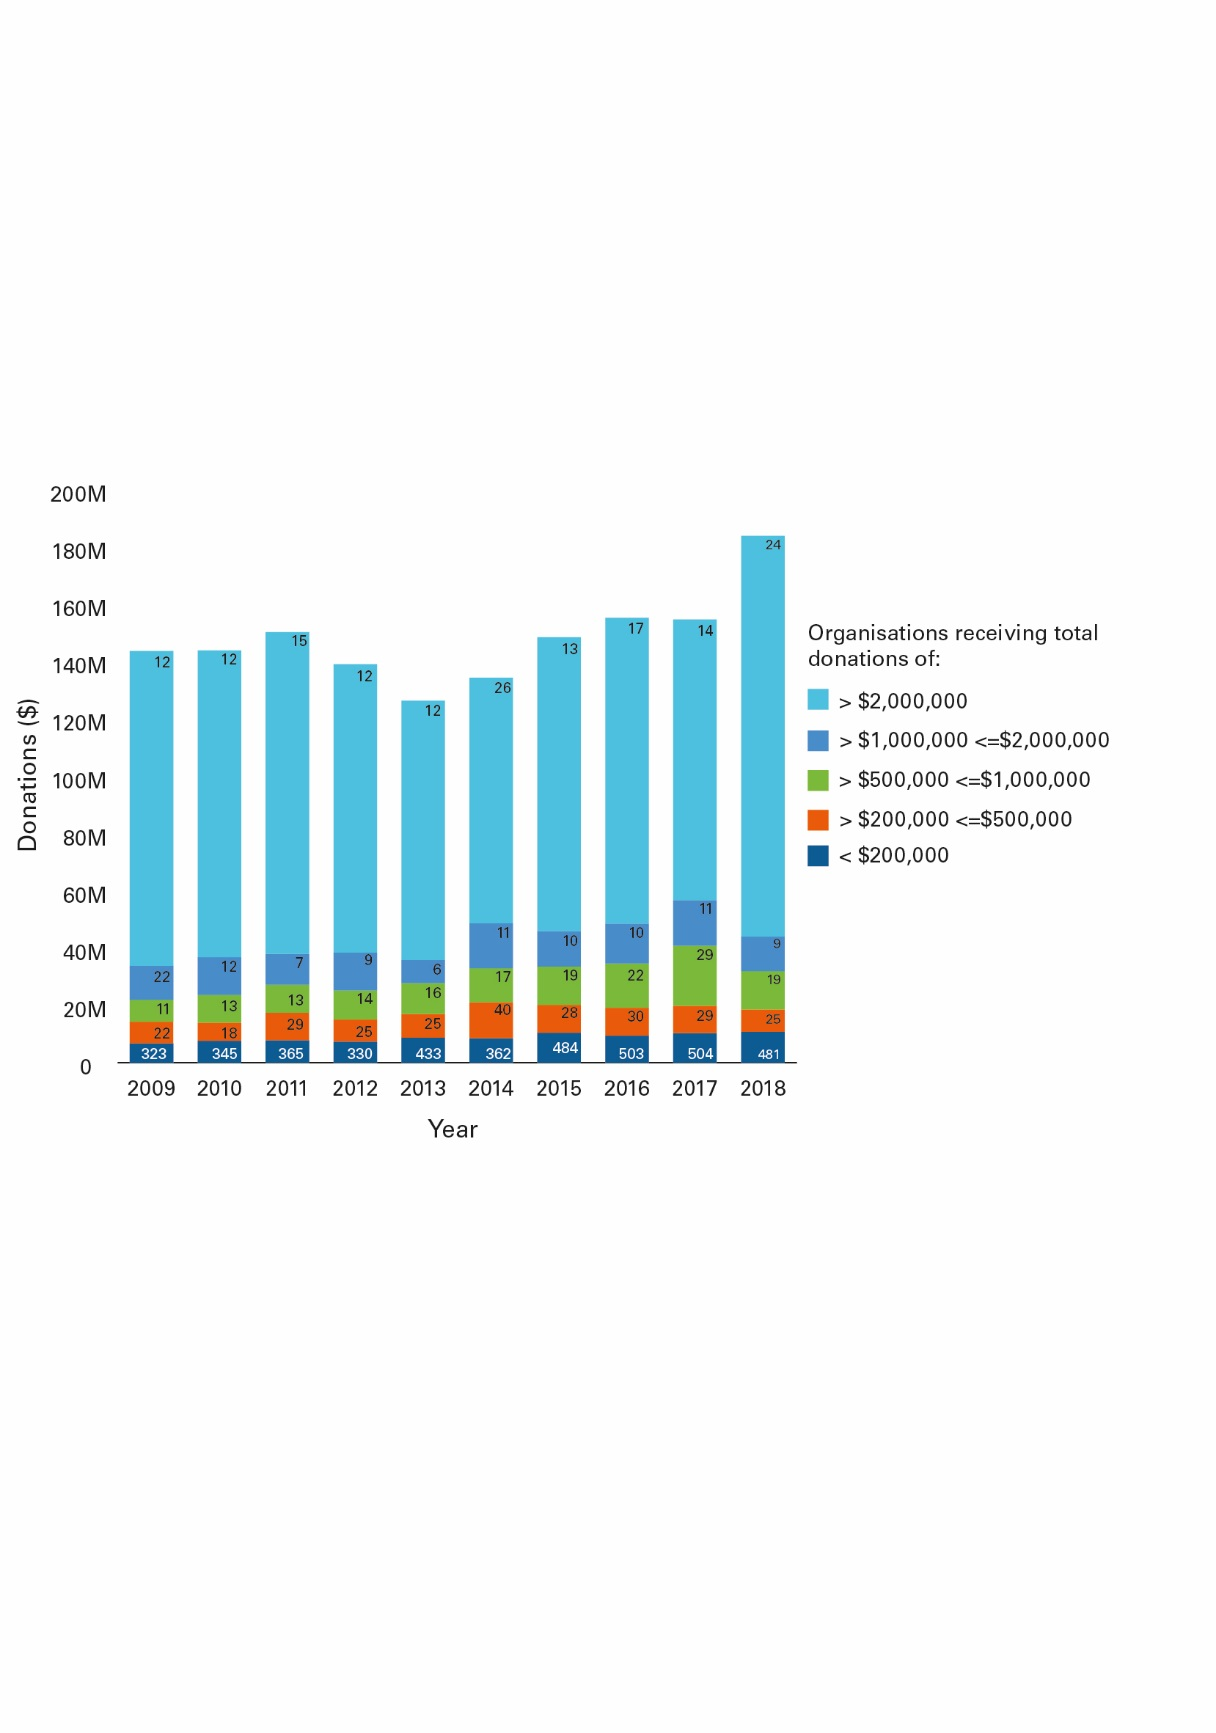 200M
180M
160M
140M
120M
100M
80M
60M
40M
20M
0
Donations ($)
12 12 15 12 12 26 13 17 14 24
22 12 7 9 6 11 10 10 11 9
11 13 13 14 16 17 19 22 29 19
22 18 29 25 25 40 28 30 29 25
323 345 365 330 433 362 484 503 504 481
2009 2010 2011 2012 2013 2014 2015 2016 2017 2018
Year
Organisations receiving total
donations of:
> $2,000,000
> $1,000,000 <=$2,000,000
> $500,000 <=$1,000,000
> $200,000 <=$500,000
< $200,000